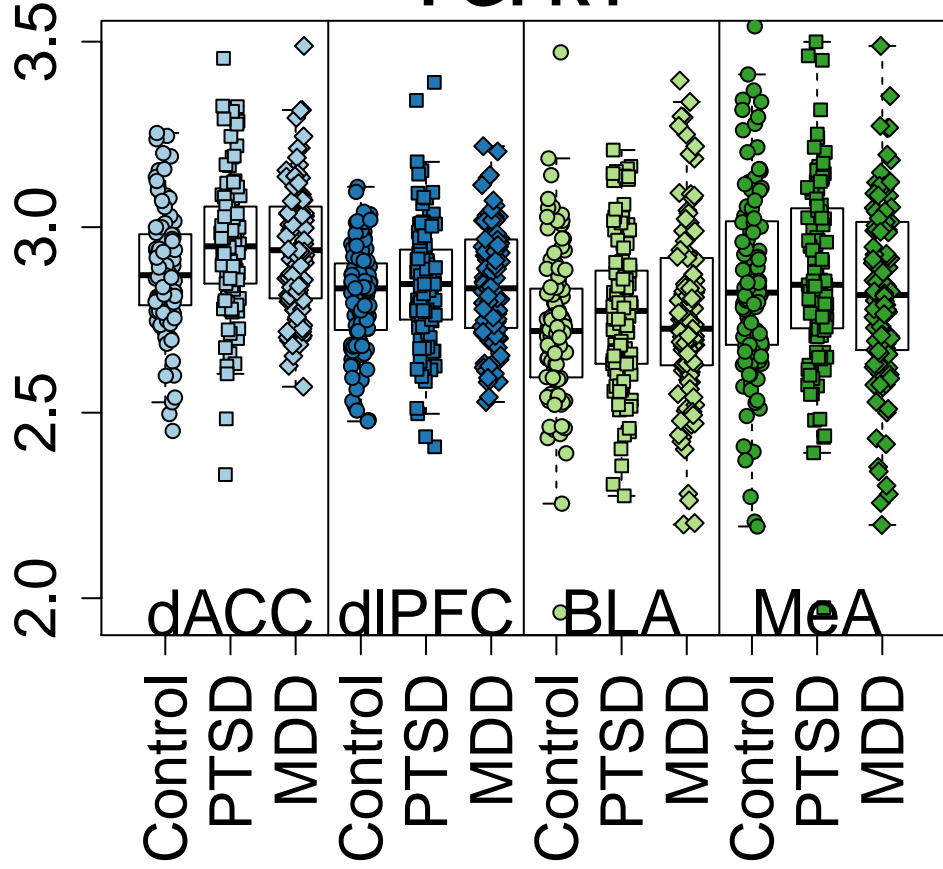 3.5
3.0
2.5
2.0
dACC dlPFC BLA MeA
Control PTSD MDD Control PTSD MDD Control PTSD MDD Control PTSD MDD